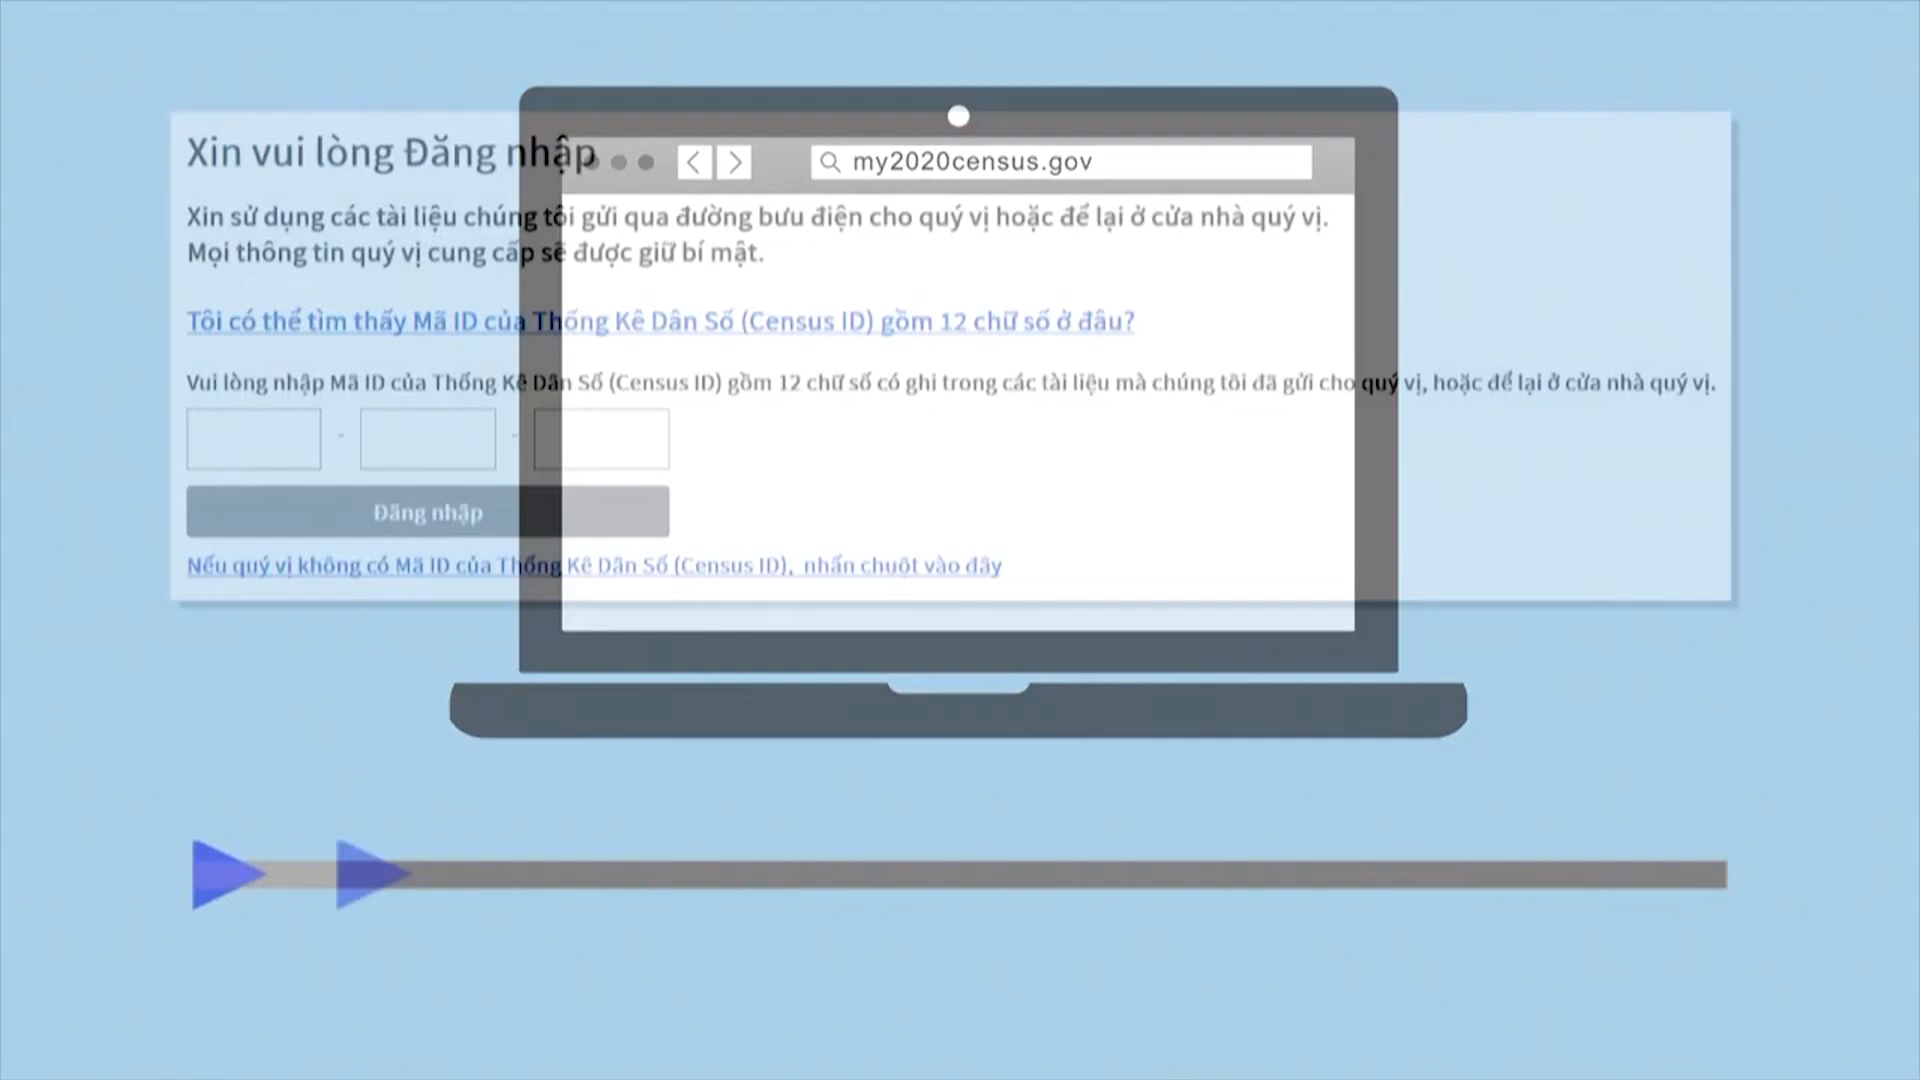 Xin vui lòng Đăng nhập
my2020census.gov
Xin sử dụng các tài liệu chúng tôi gửi qua đường bưu điện cho quý vị hoặc để lại ở cửa nhà quý vị.
Mọi thông tin quý vị cung cấp sẽ được giữ bí mật.
Tôi có thể tìm thấy Mã ID của Thống Kê Dân Số (Census ID) gồm 12 chữ số ở đâu?
Vui lòng nhập Mã ID của Thống Kê Dân Số (Census ID) gồm 12 chữ số có ghi trong các tài liệu mà chúng tôi đã gửi cho quý vị, hoặc để lại ở cửa nhà quý vị.
- -
Đăng nhập
Nếu quý vị không có Mã ID của Thống Kê Dân Số (Census ID), nhấn chuột vào đây